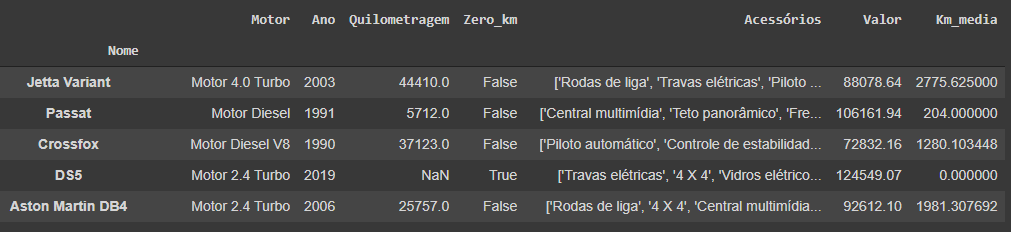 Motor Ano Quilometragem Zero_km Acessórios Valor Km_media
Nome
Jetta Variant Motor 4.0 Turbo 2003 44410.0 False ['Rodas de liga', 'Travas elétricas', 'Piloto ... 88078.64 2775.625000
Passat Motor Diesel 1991 5712.0 False ['Central multimídia', 'Teto panorâmico', 'Fre... 106161.94 204.000000
Crossfox Motor Diesel V8 1990 37123.0 False ['Piloto automático', 'Controle de estabilidad... 72832.16 1280.103448
DS5 Motor 2.4 Turbo 2019 NaN True ['Travas elétricas', '4 X 4', 'Vidros elétrico... 124549.07 0.000000
Aston Martin DB4 Motor 2.4 Turbo 2006 25757.0 False ['Rodas de liga', '4 X 4', 'Central multimídia... 92612.10 1981.307692